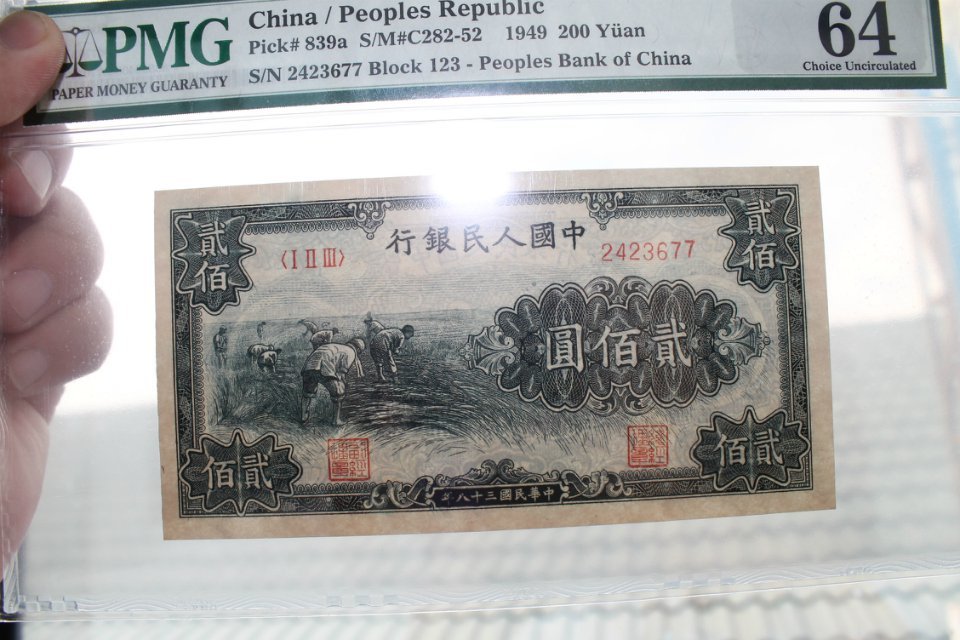 PMG
PAPER MONEY GUARANTY
China / Peoples Republic
Pick# 839a S/M#C282-52 1949 200 Yüan
S/N 2423677 Block 123 - Peoples Bank of China
64
Choice Uncirculated
貳佰
行銀民人國中
貳佰
〈I II III〉
2423677
圓佰貳
佰貳
佰貳
年八十三國民華中